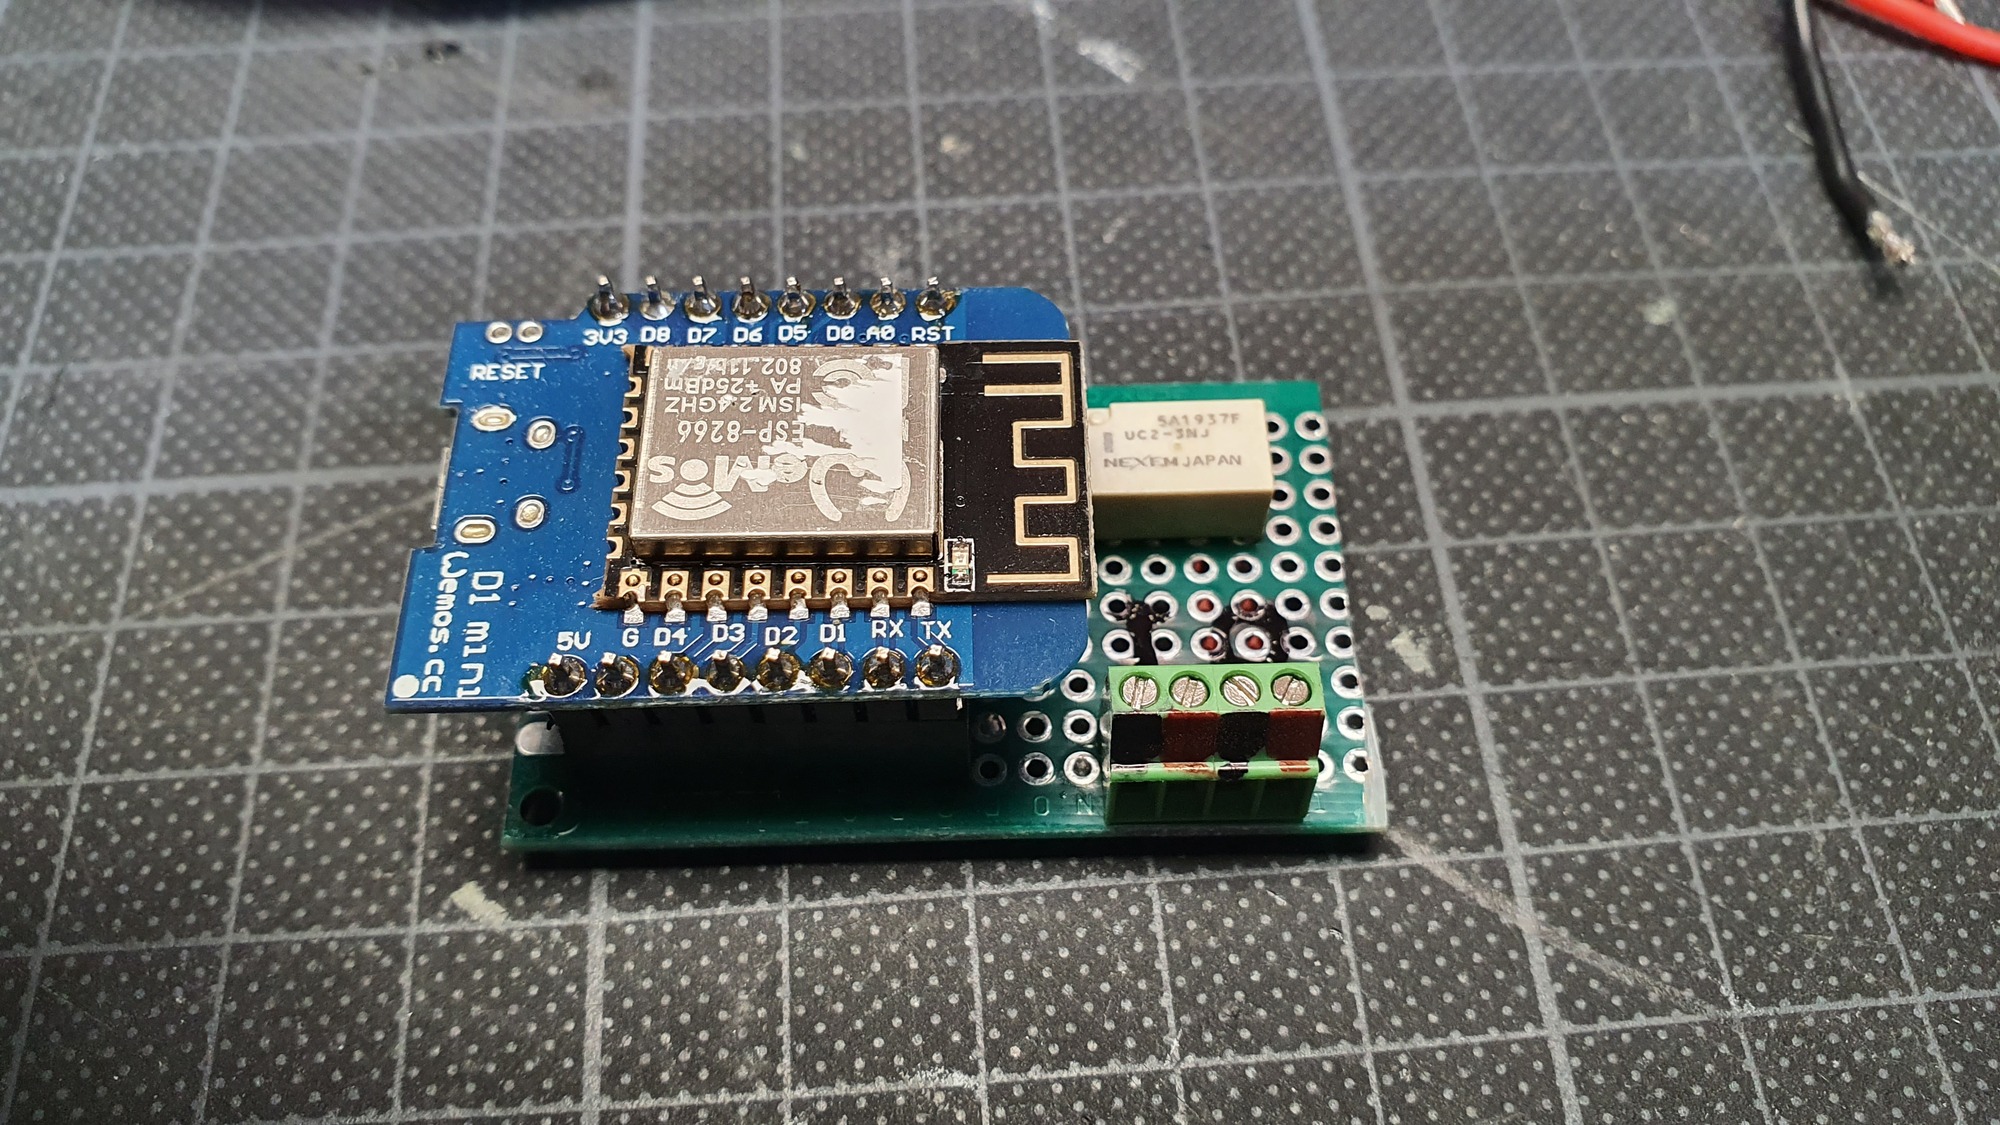 3V3 D8 D7 D6 D5 D0 A0 RST
RESET
802.11b/g/n
PA +25dBm
ISM 2.4GHZ
ESP-8266
WeMos
5V G D4 D3 D2 D1 RX TX
D1 mini
Wemos.cc
5A1937F
UC2-3NJ
NEXEM JAPAN
O N